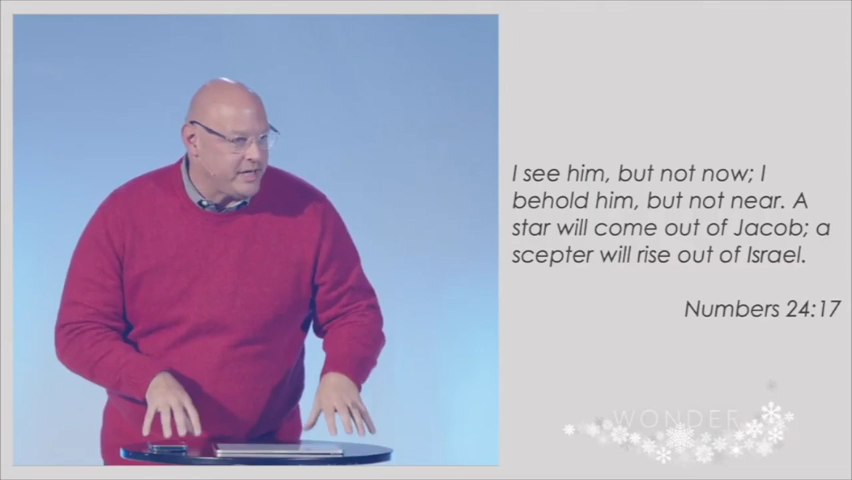 I see him, but not now; I
behold him, but not near. A
star will come out of Jacob; a
scepter will rise out of Israel.
Numbers 24:17
WONDER